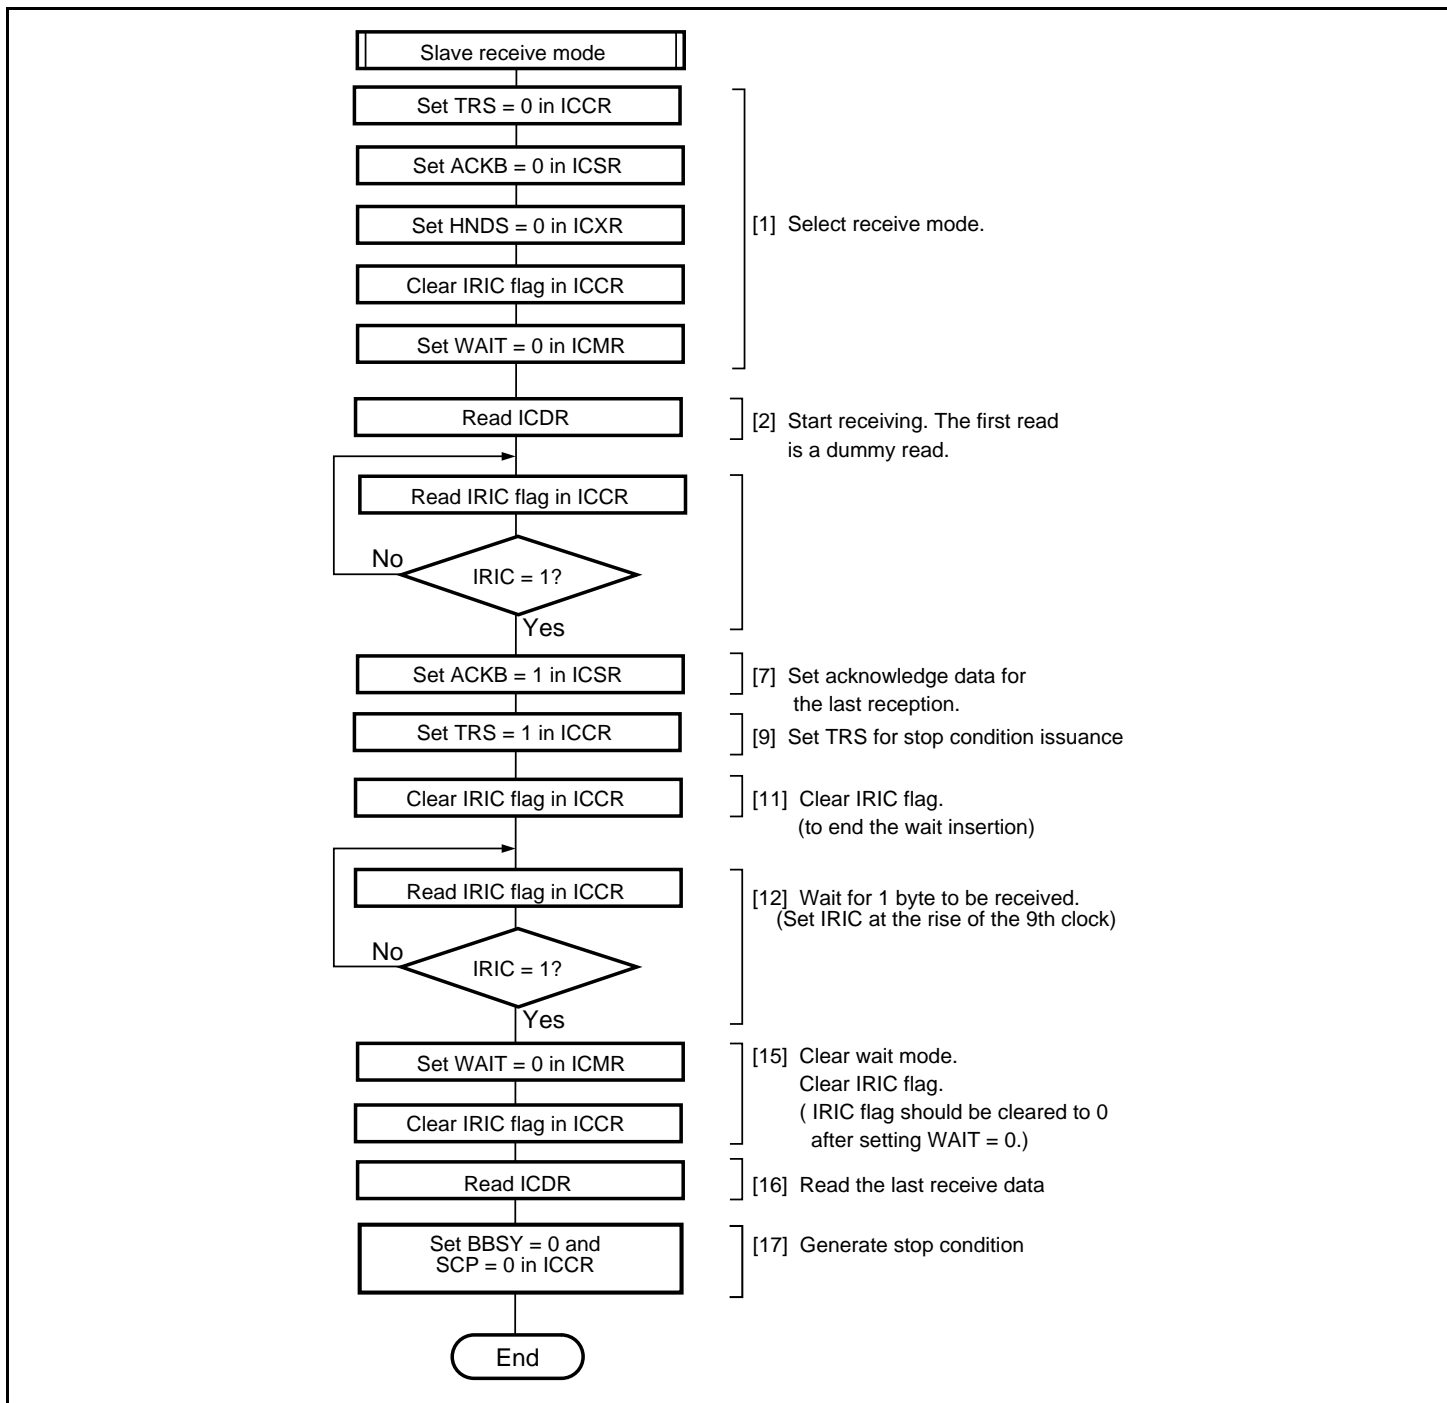 Slave receive mode
Set TRS = 0 in ICCR
Set ACKB = 0 in ICSR
Set HNDS = 0 in ICXR
[1] Select receive mode.
Clear IRIC flag in ICCR
Set WAIT = 0 in ICMR
Read ICDR
[2] Start receiving. The first read
is a dummy read.
Read IRIC flag in ICCR
No
IRIC = 1?
Yes
Set ACKB = 1 in ICSR
[7] Set acknowledge data for
the last reception.
Set TRS = 1 in ICCR
[9] Set TRS for stop condition issuance
Clear IRIC flag in ICCR
[11] Clear IRIC flag.
(to end the wait insertion)
Read IRIC flag in ICCR
[12] Wait for 1 byte to be received.
(Set IRIC at the rise of the 9th clock)
No
IRIC = 1?
Yes
Set WAIT = 0 in ICMR
[15] Clear wait mode.
Clear IRIC flag.
( IRIC flag should be cleared to 0
after setting WAIT = 0.)
Clear IRIC flag in ICCR
Read ICDR
[16] Read the last receive data
Set BBSY = 0 and
SCP = 0 in ICCR
[17] Generate stop condition
End